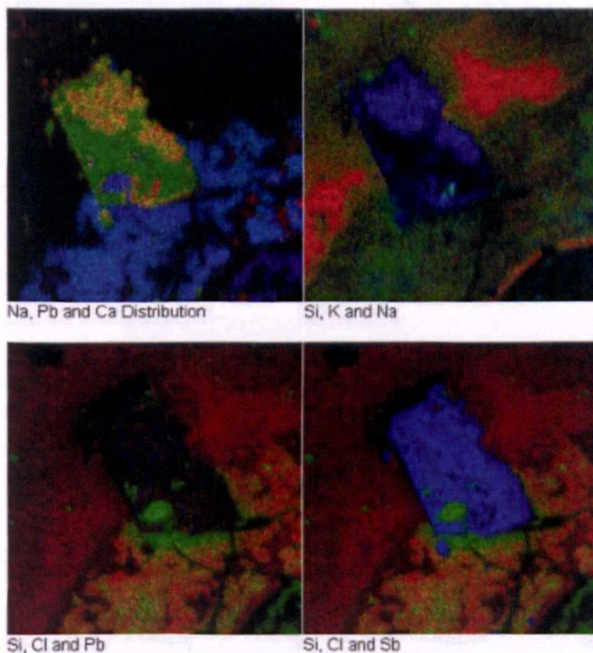 Na, Pb and Ca Distribution
Si, K and Na
Si, Cl and Pb
Si, Cl and Sb